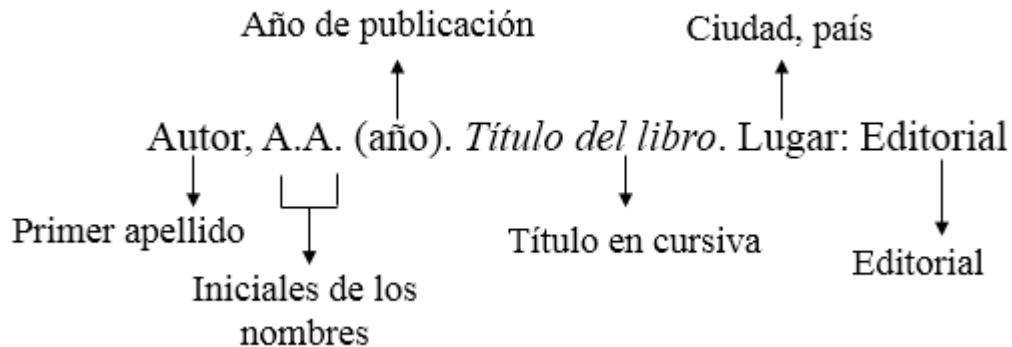 Año de publicación
Ciudad, país
Autor, A.A. (año). Título del libro. Lugar: Editorial
Primer apellido
Título en cursiva
Editorial
Iniciales de los
nombres